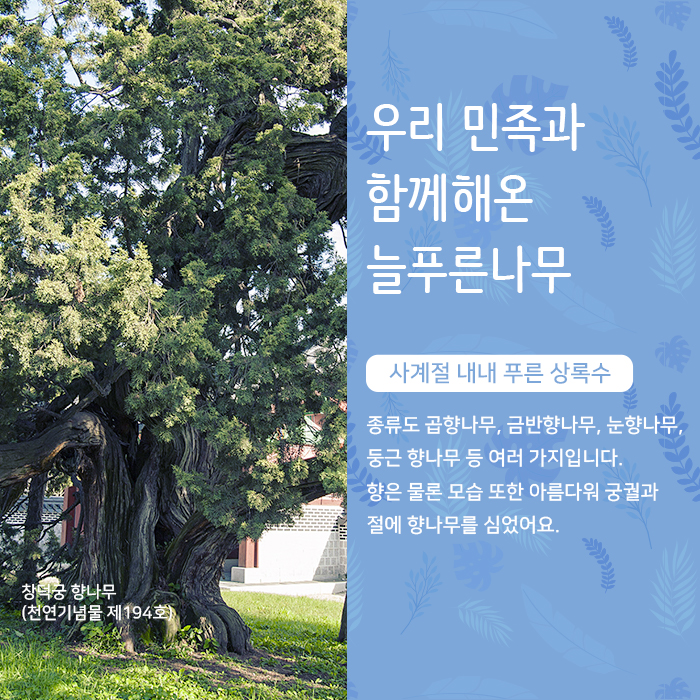 우리 민족과
함께해온
늘푸른나무
사계절 내내 푸른 상록수
종류도 곱향나무, 금반향나무, 눈향나무,
둥근 향나무 등 여러 가지입니다.
향은 물론 모습 또한 아름다워 궁궐과
절에 향나무를 심었어요.
창덕궁 향나무
(천연기념물 제194호)